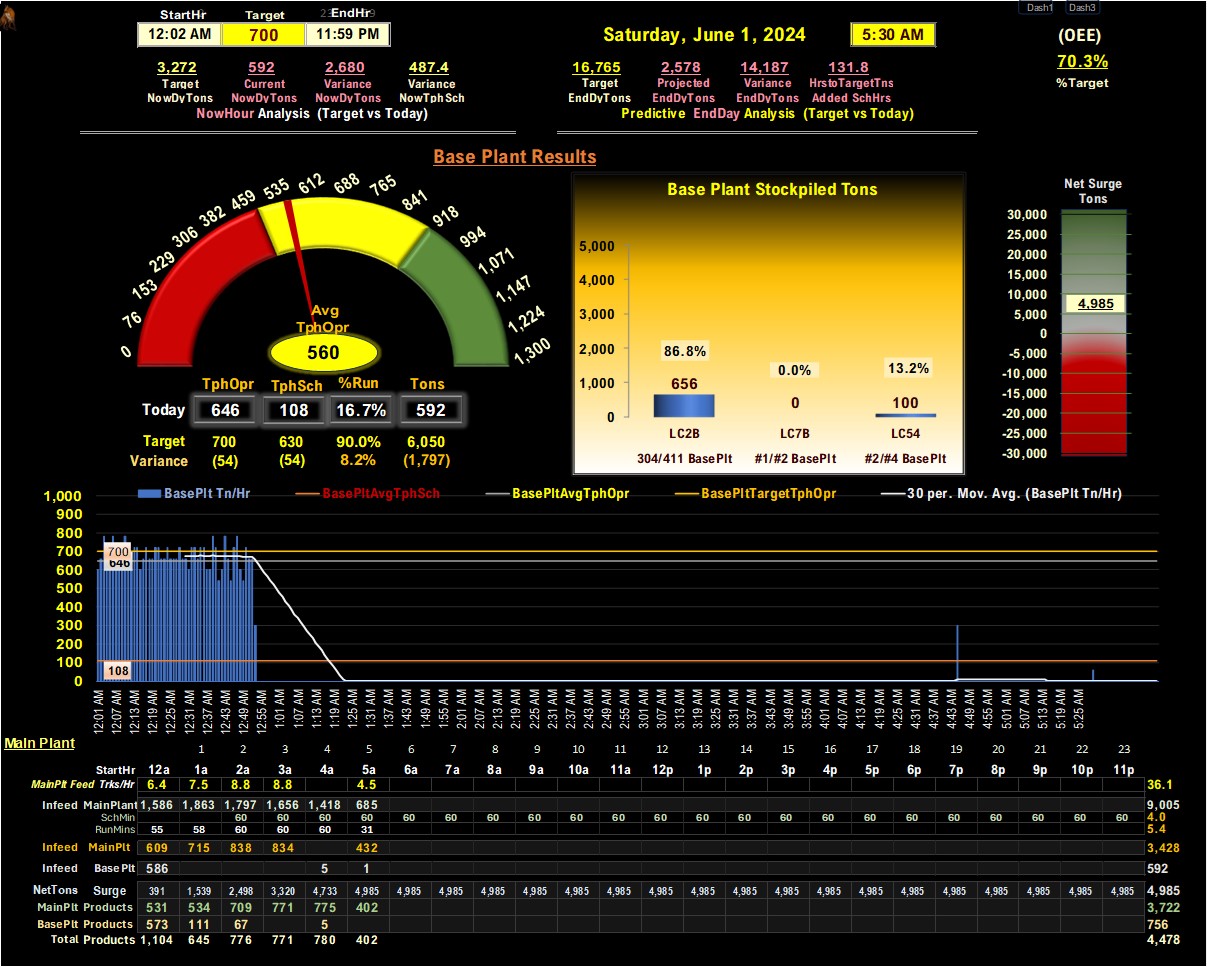 Dash1 Dash3
StartHr Target EndHr
12:02 AM 700 11:59 PM
Saturday, June 1, 2024 5:30 AM
(OEE)
70.3%
%Target
3,272 592 2,680 487.4
Target Current Variance Variance
NowDyTons NowDyTons NowDyTons NowTphSch
NowHour Analysis (Target vs Today)
16,765 2,578 14,187 131.8
Target Projected Variance HrstoTargetTns
EndDyTons EndDyTons EndDyTons Added SchHrs
Predictive EndDay Analysis (Target vs Today)
Base Plant Results
0 76 153 229 306 382 459 535 612 688 765 841 918 994 1,071 1,147 1,224 1,300
Avg
TphOpr
560
TphOpr TphSch %Run Tons
Today 646 108 16.7% 592
Target 700 630 90.0% 6,050
Variance (54) (54) 8.2% (1,797)
Base Plant Stockpiled Tons
5,000
4,000
3,000
2,000
1,000
0
86.8% 0.0% 13.2%
656 0 100
LC2B LC7B LC54
304/411 BasePlt #1/#2 BasePlt #2/#4 BasePlt
Net Surge
Tons
30,000
25,000
20,000
15,000
10,000
5,000
0
-5,000
-10,000
-15,000
-20,000
-25,000
-30,000
4,985
BasePlt Tn/Hr BasePltAvgTphSch BasePltAvgTphOpr BasePltTargetTphOpr 30 per. Mov. Avg. (BasePlt Tn/Hr)
1,000
900
800
700
600
500
400
300
200
100
0
700
646
108
12:01 AM 12:07 AM 12:13 AM 12:19 AM 12:25 AM 12:31 AM 12:37 AM 12:43 AM 12:49 AM 12:55 AM 1:01 AM 1:07 AM 1:13 AM 1:19 AM 1:25 AM 1:31 AM 1:37 AM 1:43 AM 1:49 AM 1:55 AM 2:01 AM 2:07 AM 2:13 AM 2:19 AM 2:25 AM 2:31 AM 2:37 AM 2:43 AM 2:49 AM 2:55 AM 3:01 AM 3:07 AM 3:13 AM 3:19 AM 3:25 AM 3:31 AM 3:37 AM 3:43 AM 3:49 AM 3:55 AM 4:01 AM 4:07 AM 4:13 AM 4:19 AM 4:25 AM 4:31 AM 4:37 AM 4:43 AM 4:49 AM 4:55 AM 5:01 AM 5:07 AM 5:13 AM 5:19 AM 5:25 AM
Main Plant
1 2 3 4 5 6 7 8 9 10 11 12 13 14 15 16 17 18 19 20 21 22 23
StartHr 12a 1a 2a 3a 4a 5a 6a 7a 8a 9a 10a 11a 12p 1p 2p 3p 4p 5p 6p 7p 8p 9p 10p 11p
MainPlt Feed Trks/Hr 6.4 7.5 8.8 8.8 4.5 36.1
Infeed MainPlant 1,586 1,863 1,797 1,656 1,418 685 9,005
SchMin 60 60 60 60 60 60 60 60 60 60 60 60 60 60 60 60 60 60 60 60 60 60 4.0
RunMins 55 58 60 60 60 31 5.4
Infeed MainPlt 609 715 838 834 432 3,428
Infeed Base Plt 586 5 1 592
NetTons Surge 391 1,539 2,498 3,320 4,733 4,985 4,985 4,985 4,985 4,985 4,985 4,985 4,985 4,985 4,985 4,985 4,985 4,985 4,985 4,985 4,985 4,985 4,985 4,985 4,985
MainPlt Products 531 534 709 771 775 402 3,722
BasePlt Products 573 111 67 5 756
Total Products 1,104 645 776 771 780 402 4,478